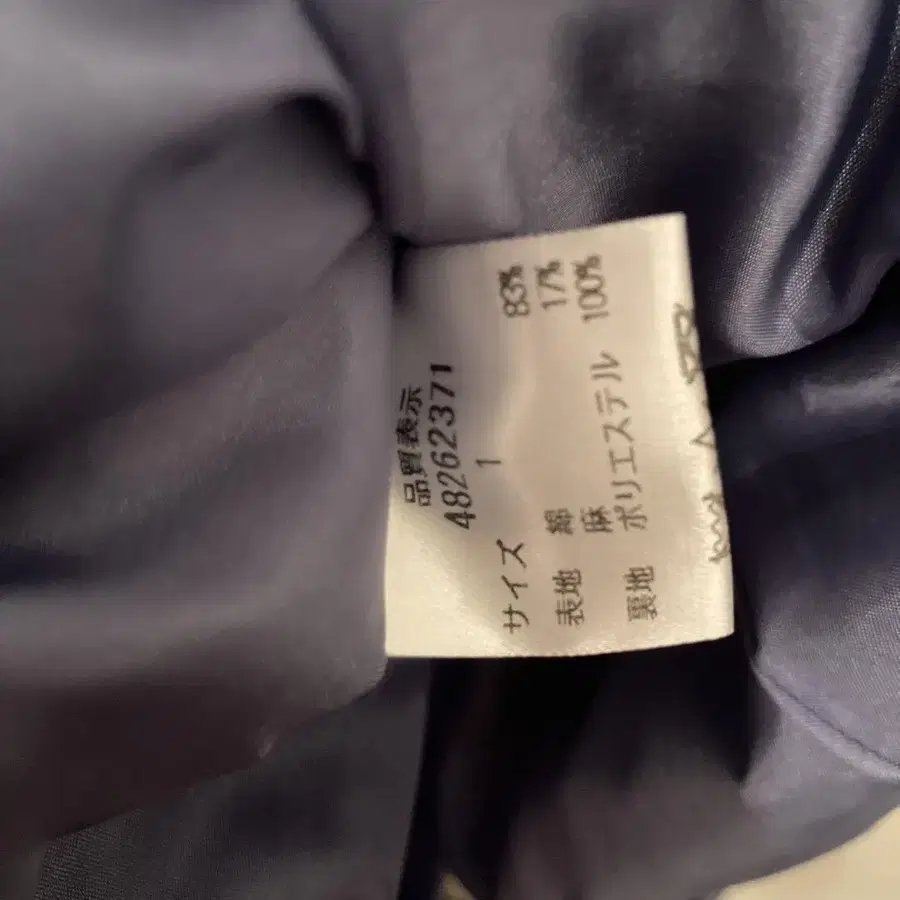 品質表示
48262371
サイズ 1
表地 綿 83%
麻 17%
裏地 ポリエステル 100%